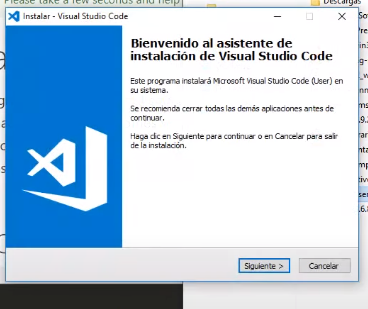 Please take a few seconds and help
Descargas
Instalar - Visual Studio Code
Bienvenido al asistente de
instalación de Visual Studio Code
Este programa instalará Microsoft Visual Studio Code (User) en
su sistema.
Se recomienda cerrar todas las demás aplicaciones antes de
continuar.
Haga clic en Siguiente para continuar o en Cancelar para salir
de la instalación.
Siguiente >
Cancelar